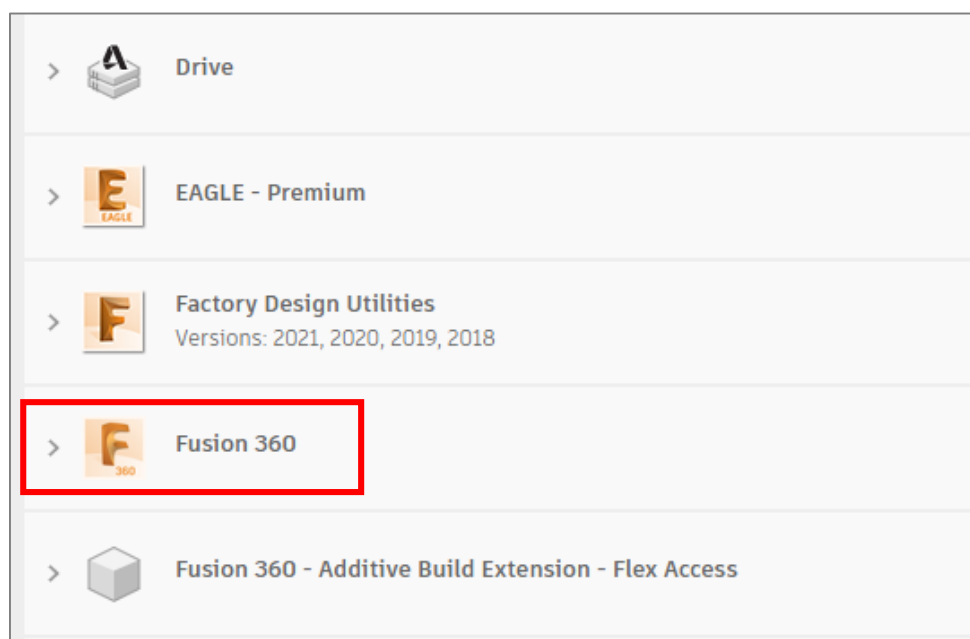 Drive
EAGLE
EAGLE - Premium
Factory Design Utilities
Versions: 2021, 2020, 2019, 2018
360
Fusion 360
Fusion 360 - Additive Build Extension - Flex Access